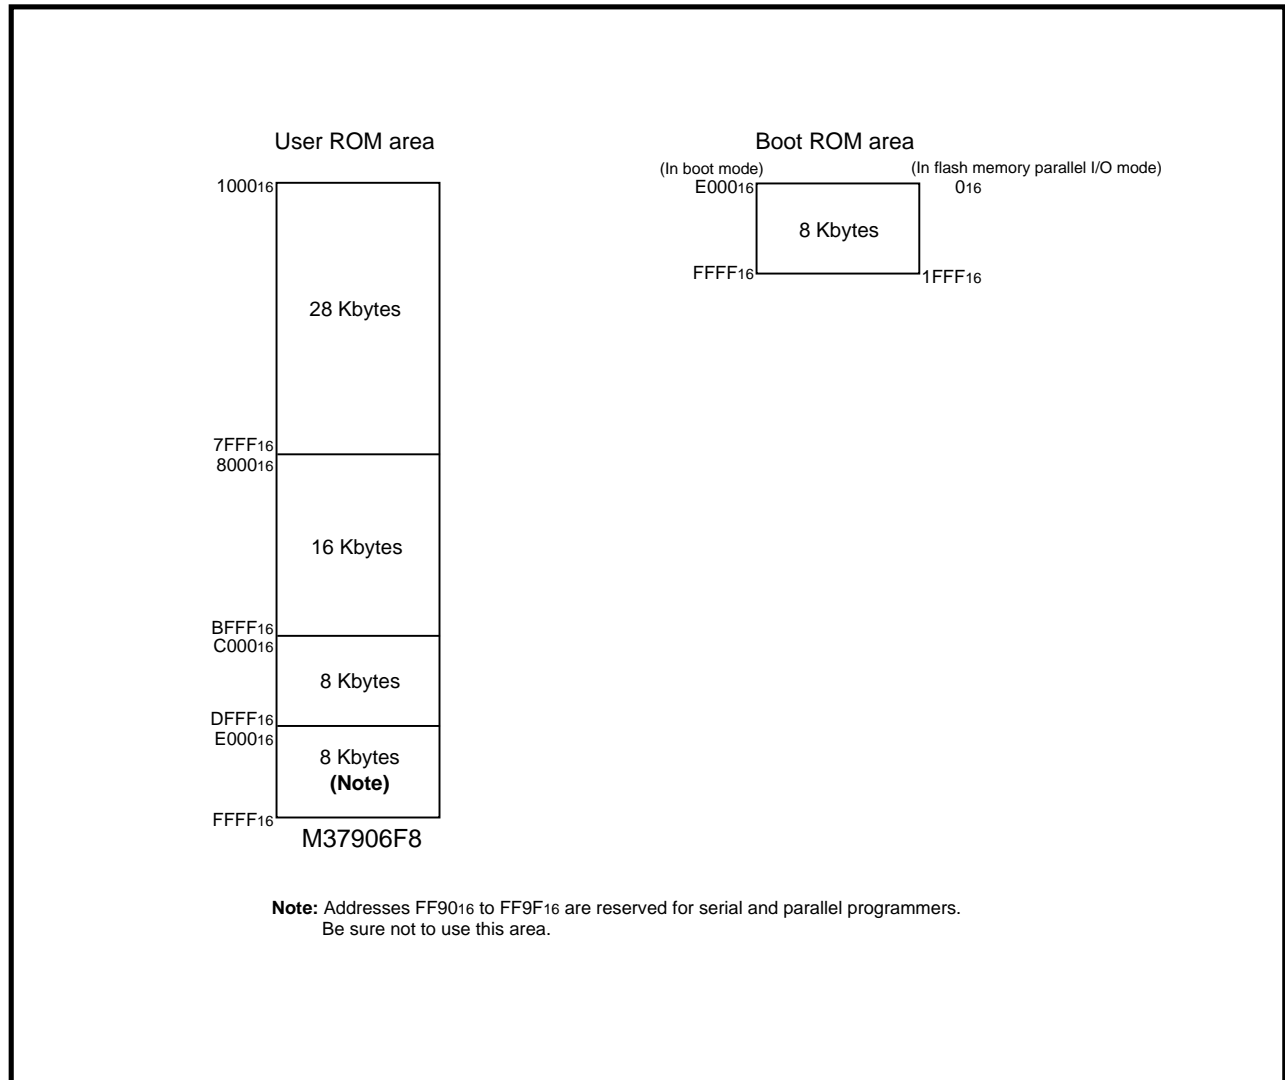 User ROM area
1000₁₆
28 Kbytes
7FFF₁₆
8000₁₆
16 Kbytes
BFFF₁₆
C000₁₆
8 Kbytes
DFFF₁₆
E000₁₆
8 Kbytes
(Note)
FFFF₁₆
M37906F8
Boot ROM area
(In boot mode)
(In flash memory parallel I/O mode)
E000₁₆
0₁₆
8 Kbytes
FFFF₁₆
1FFF₁₆
Note: Addresses FF90₁₆ to FF9F₁₆ are reserved for serial and parallel programmers.
Be sure not to use this area.